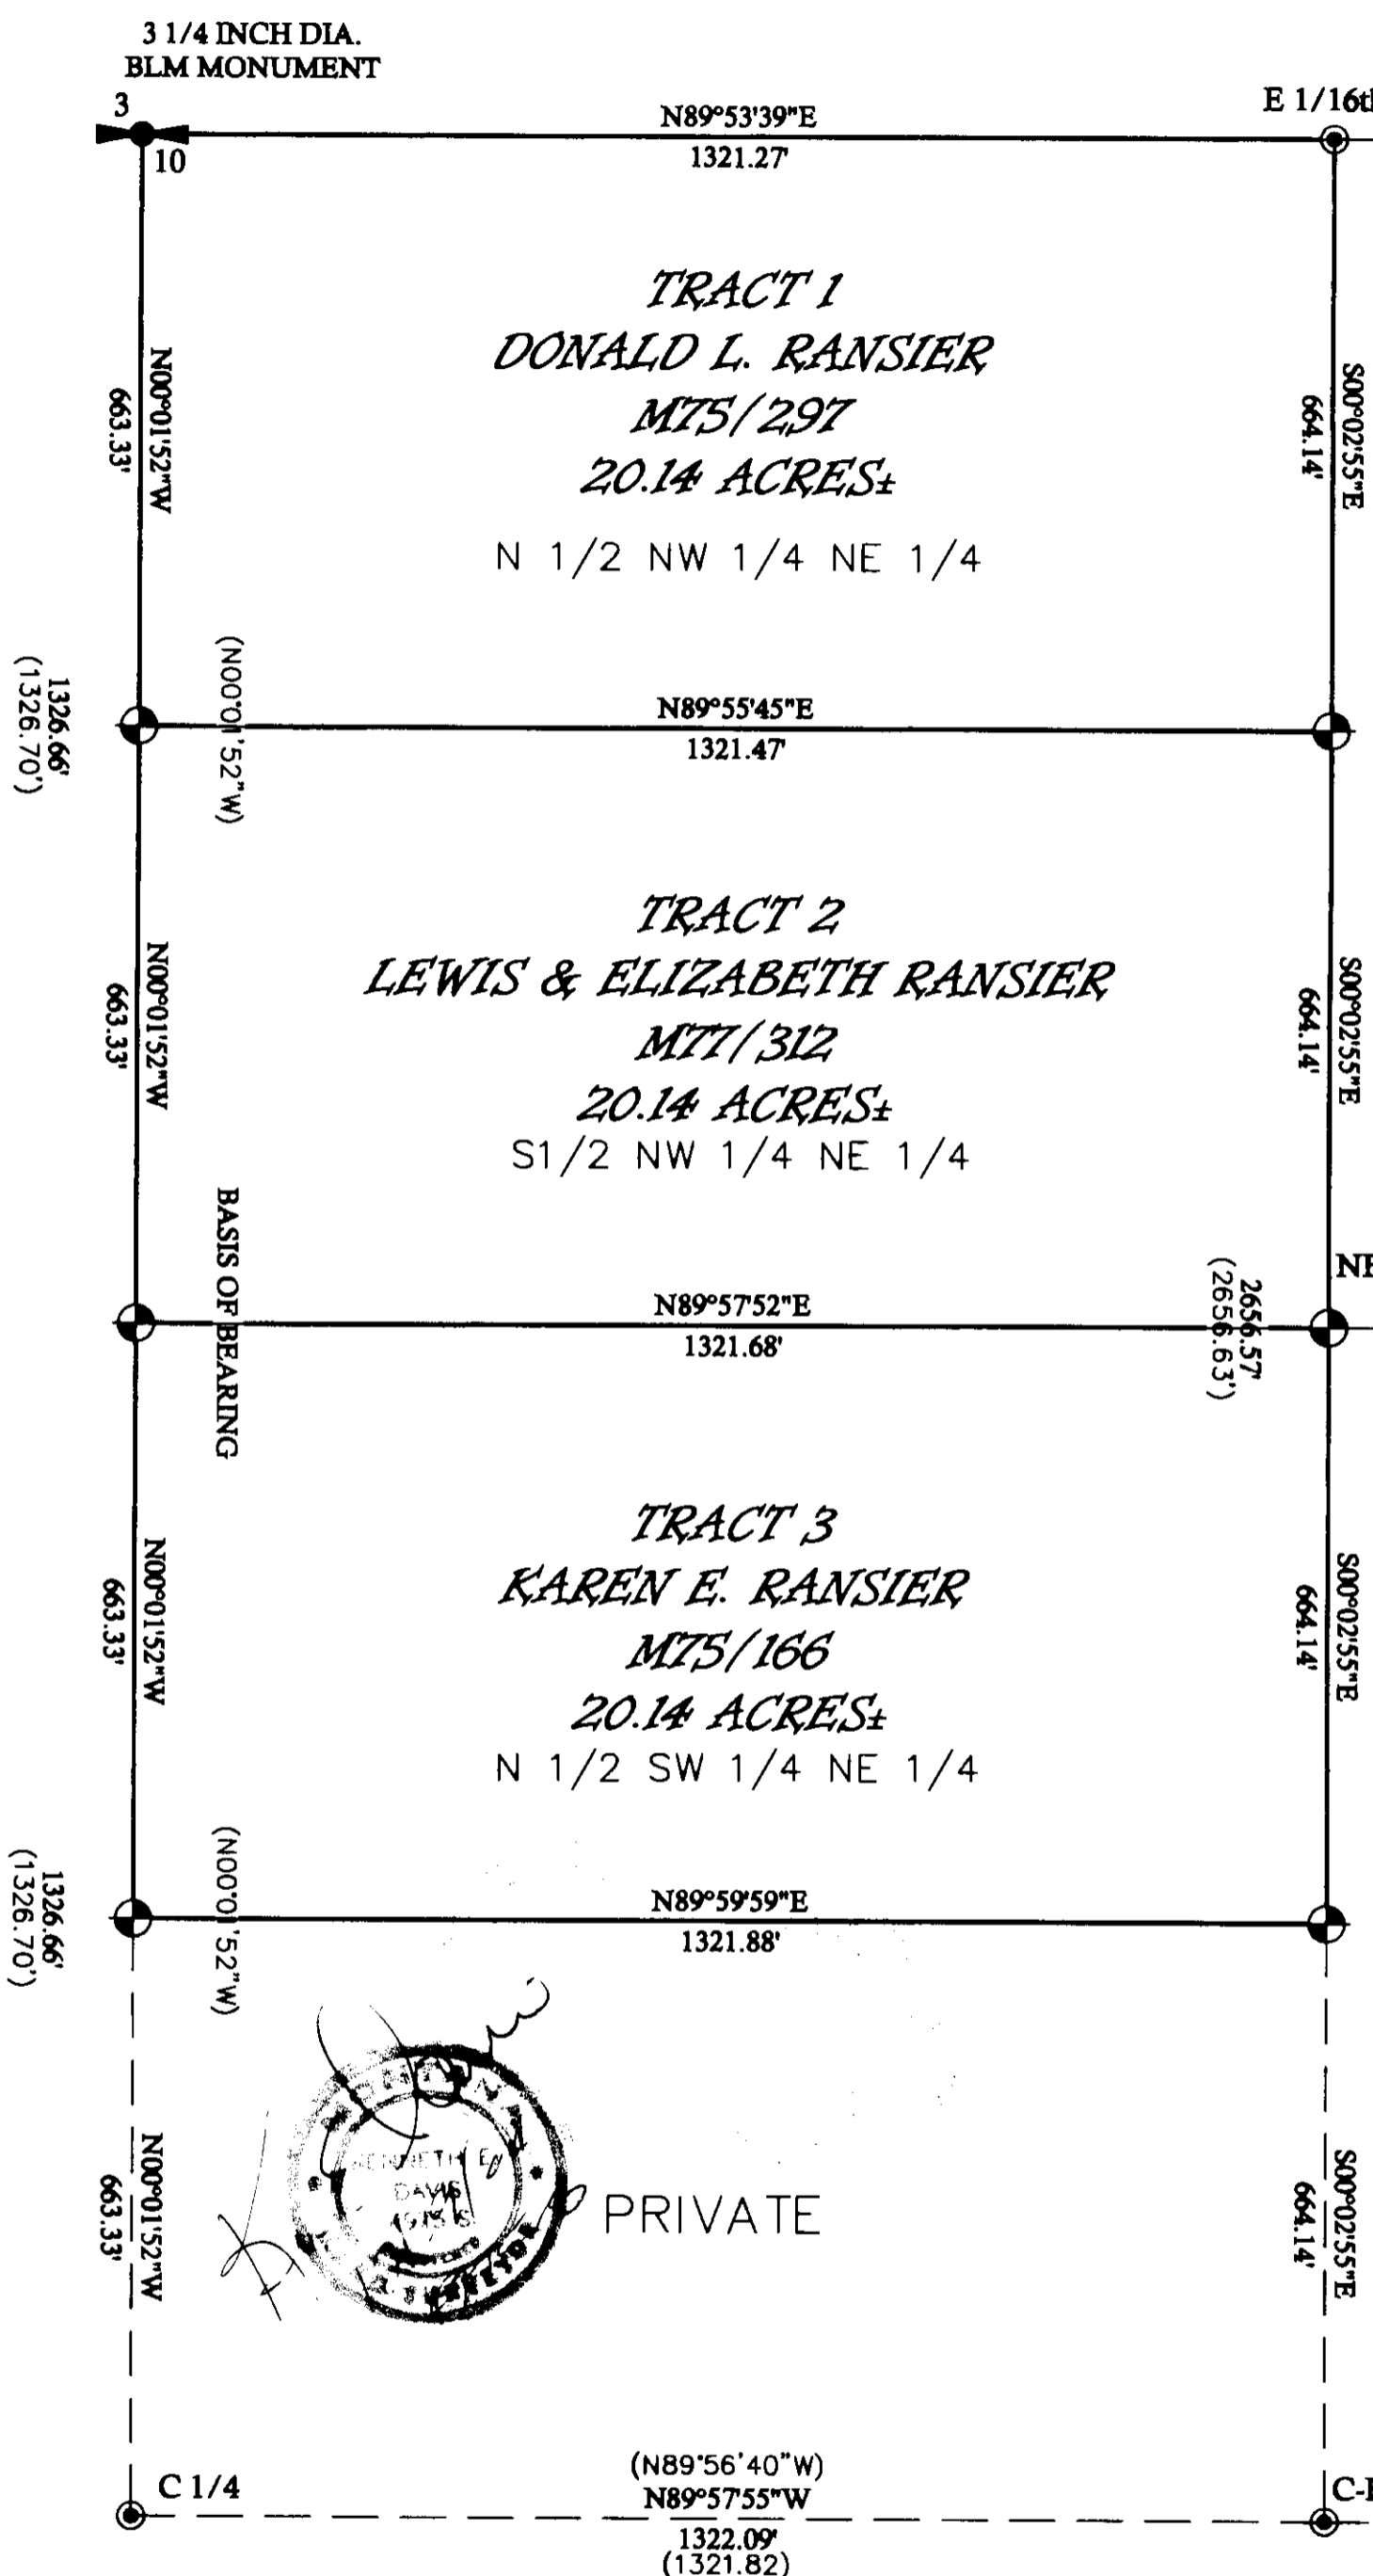 3 1/4 INCH DIA.
BLM MONUMENT
3
10
E 1/16th
N89°53'39"E
1321.27'
N00°01'52"W
663.33'
S00°02'55"E
664.14'
TRACT 1
DONALD L. RANSIER
M75/297
20.14 ACRES±
N 1/2 NW 1/4 NE 1/4
1326.66'
(1326.70')
(N00°01'52"W)
N89°55'45"E
1321.47'
N00°01'52"W
663.33'
S00°02'55"E
664.14'
TRACT 2
LEWIS & ELIZABETH RANSIER
M77/312
20.14 ACRES±
S1/2 NW 1/4 NE 1/4
BASIS OF BEARING
2656.57'
(2656.63')
N89°57'52"E
1321.68'
N00°01'52"W
663.33'
S00°02'55"E
664.14'
TRACT 3
KAREN E. RANSIER
M75/166
20.14 ACRES±
N 1/2 SW 1/4 NE 1/4
1326.66'
(1326.70')
(N00°01'52"W)
N89°59'59"E
1321.88'
N00°01'52"W
663.33'
S00°02'55"E
664.14'
KENNETH E
DAVIS
PRIVATE
C 1/4
(N89°56'40"W)
N89°57'55"W
1322.09'
(1321.82)